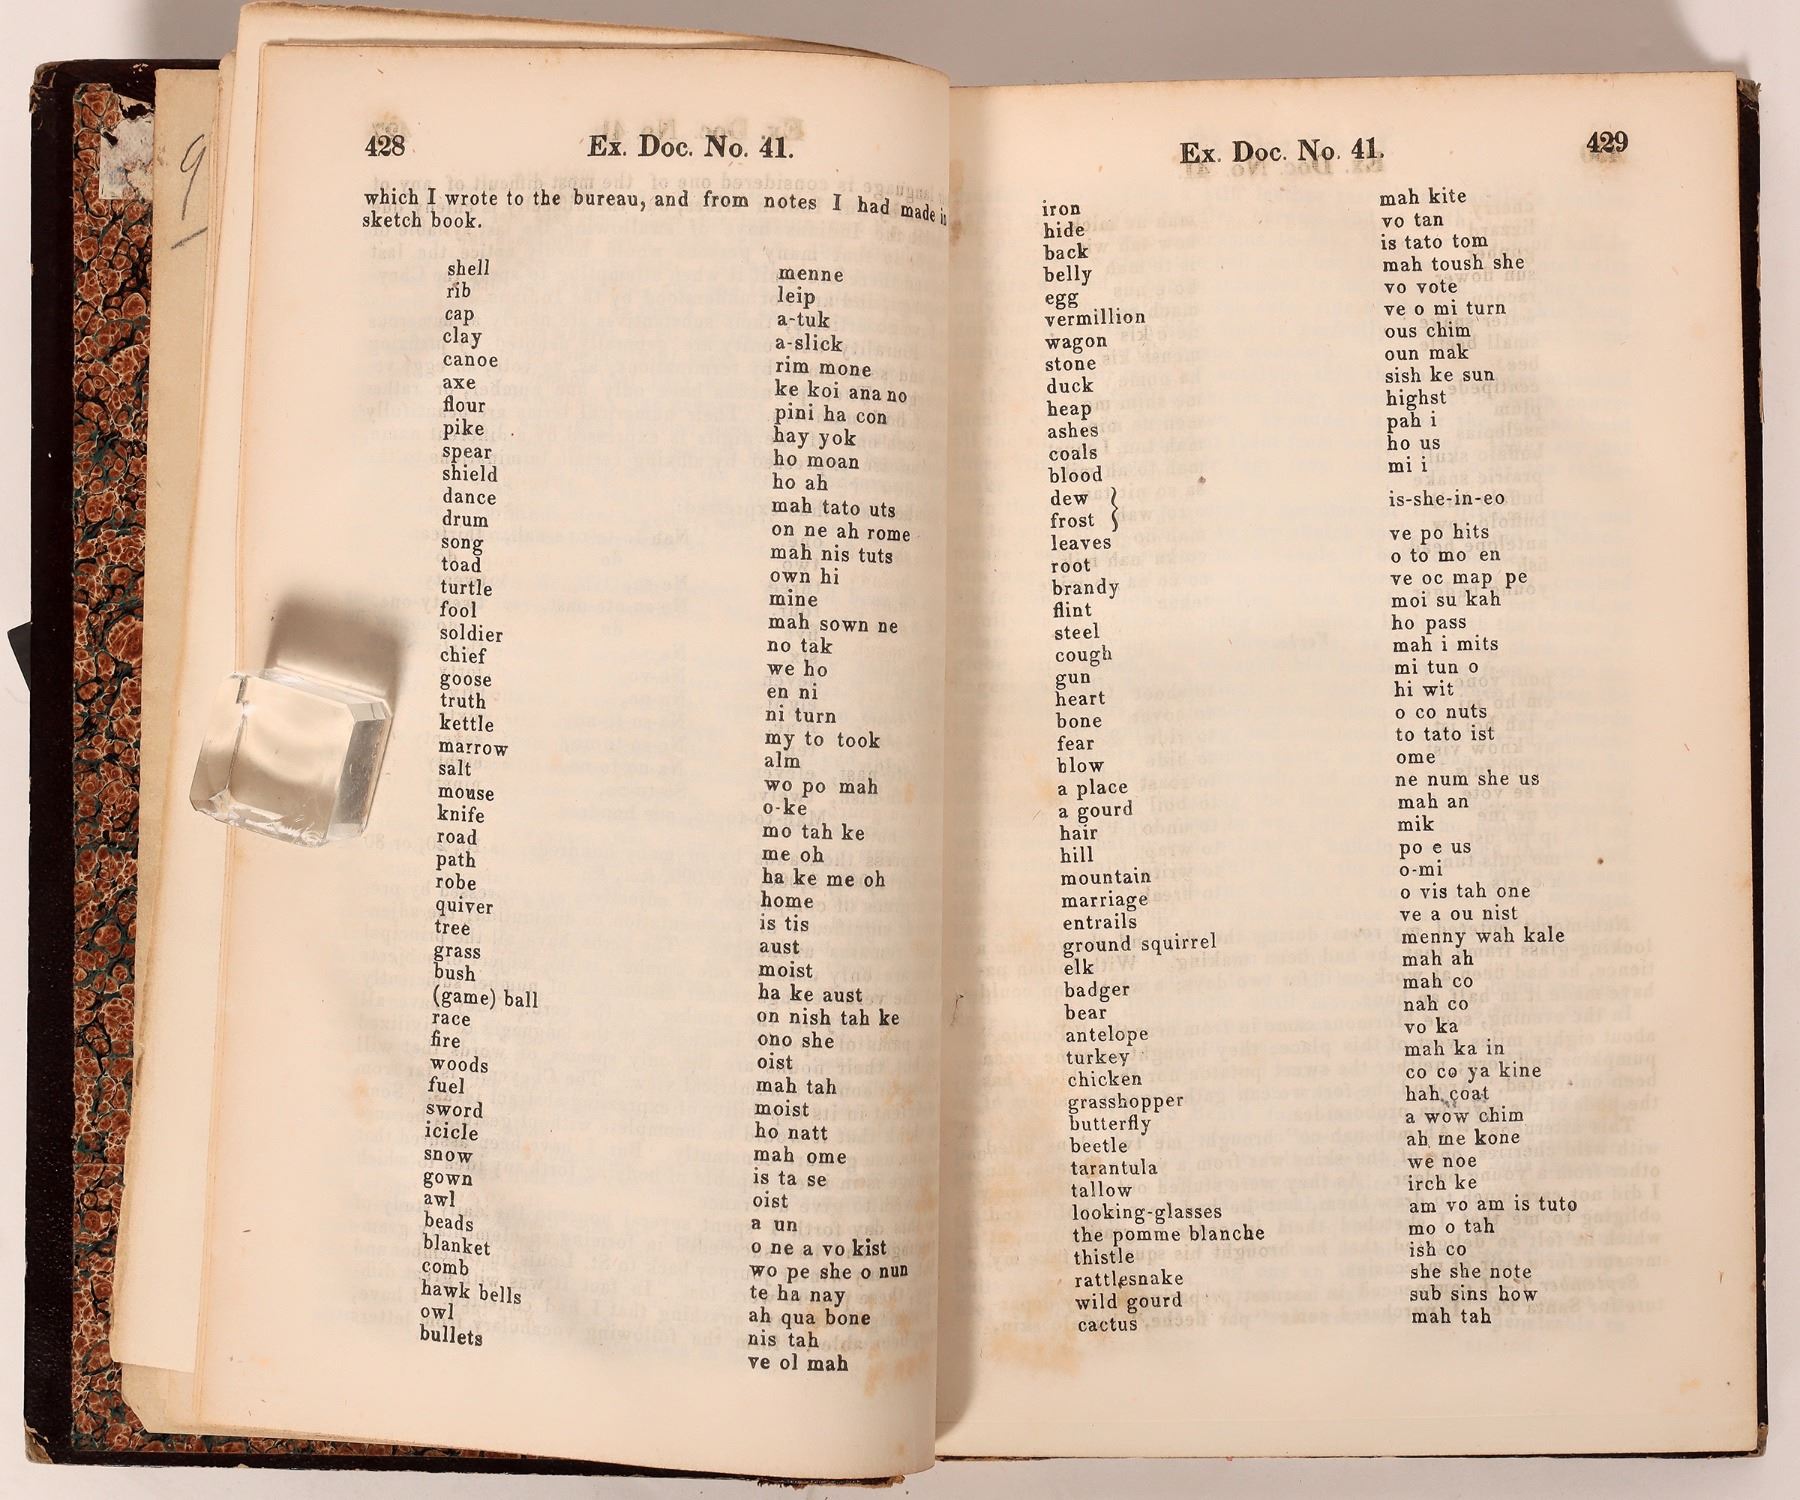 428 Ex. Doc. No. 41.
which I wrote to the bureau, and from notes I had made in
sketch book.
shell menne
rib leip
cap a-tuk
clay a-slick
canoe rim mone
axe ke koi ana no
flour pini ha con
pike hay yok
spear ho moan
shield ho ah
dance mah tato uts
drum on ne ah rome
song mah nis tuts
toad own hi
turtle mine
fool mah sown ne
soldier no tak
chief we ho
goose en ni
truth ni turn
kettle my to took
marrow alm
salt wo po mah
mouse o-ke
knife mo tah ke
road me oh
path ha ke me oh
robe home
quiver is tis
tree aust
grass moist
bush ha ke aust
(game) ball on nish tah ke
race ono she
fire oist
woods mah tah
fuel moist
sword ho natt
icicle mah ome
snow is ta se
gown oist
awl a un
beads o ne a vo kist
blanket wo pe she o nun
comb te ha nay
hawk bells ah qua bone
owl nis tah
bullets ve ol mah
Ex. Doc. No. 41. 429
iron mah kite
hide vo tan
back is tato tom
belly mah toush she
egg vo vote
vermillion ve o mi turn
wagon ous chim
stone oun mak
duck sish ke sun
heap highst
ashes pah i
coals ho us
blood mi i
dew } is-she-in-eo
frost
leaves ve po hits
root o to mo en
brandy ve oc map pe
flint moi su kah
steel ho pass
cough mah i mits
gun mi tun o
heart hi wit
bone o co nuts
fear to tato ist
blow ome
a place ne num she us
a gourd mah an
hair mik
hill po e us
mountain o-mi
marriage o vis tah one
entrails ve a ou nist
ground squirrel menny wah kale
elk mah ah
badger mah co
bear nah co
antelope vo ka
turkey mah ka in
chicken co co ya kine
grasshopper hah coat
butterfly a wow chim
beetle ah me kone
tarantula we noe
tallow irch ke
looking-glasses am vo am is tuto
the pomme blanche mo o tah
thistle ish co
rattlesnake she she note
wild gourd sub sins how
cactus mah tah